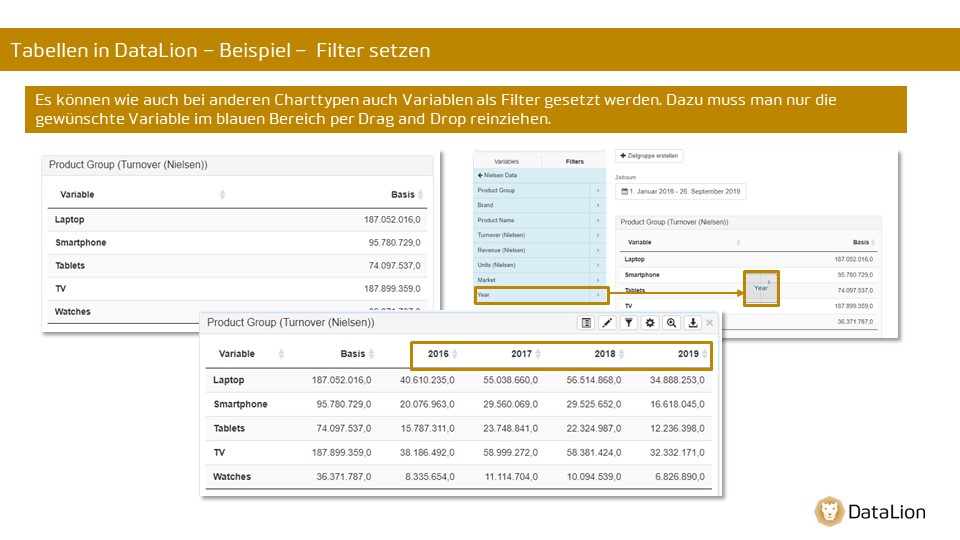 Tabellen in DataLion – Beispiel – Filter setzen
Es können wie auch bei anderen Charttypen auch Variablen als Filter gesetzt werden. Dazu muss man nur die
gewünschte Variable im blauen Bereich per Drag and Drop reinziehen.
Product Group (Turnover (Nielsen))
Variable Basis
Laptop 187.052.016,0
Smartphone 95.780.729,0
Tablets 74.097.537,0
TV 187.899.359,0
Watches
Variables Filters
Nielsen Data
Product Group
Brand
Product Name
Turnover (Nielsen)
Revenue (Nielsen)
Units (Nielsen)
Market
Year
Zielgruppe erstellen
Zeitraum
1. Januar 2016 - 26. September 2019
Product Group (Turnover (Nielsen))
Variable Basis
Laptop 187.052.016,0
Smartphone 95.780.729,0
Tablets 74.097.537,0
TV 187.899.359,0
36.371.787,0
Year
Product Group (Turnover (Nielsen))
Variable Basis 2016 2017 2018 2019
Laptop 187.052.016,0 40.610.235,0 55.038.660,0 56.514.868,0 34.888.253,0
Smartphone 95.780.729,0 20.076.963,0 29.560.069,0 29.525.652,0 16.618.045,0
Tablets 74.097.537,0 15.787.311,0 23.748.841,0 22.324.987,0 12.236.398,0
TV 187.899.359,0 38.186.492,0 58.999.272,0 58.381.424,0 32.332.171,0
Watches 36.371.787,0 8.335.654,0 11.114.704,0 10.094.539,0 6.826.890,0
DataLion